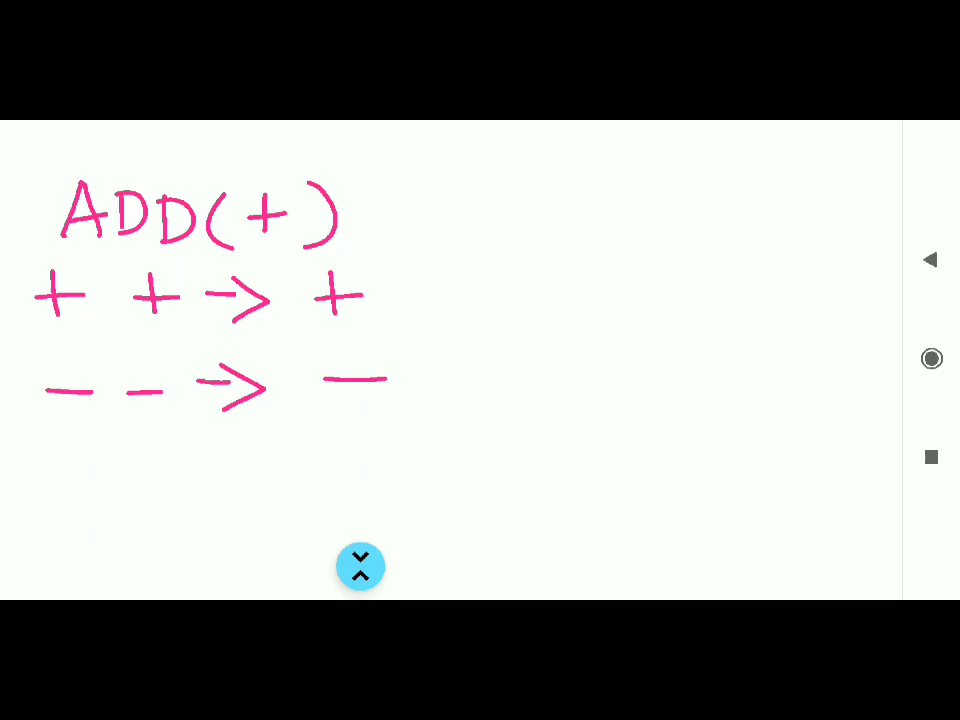 ADD(+)
+ + -> +
- - -> -